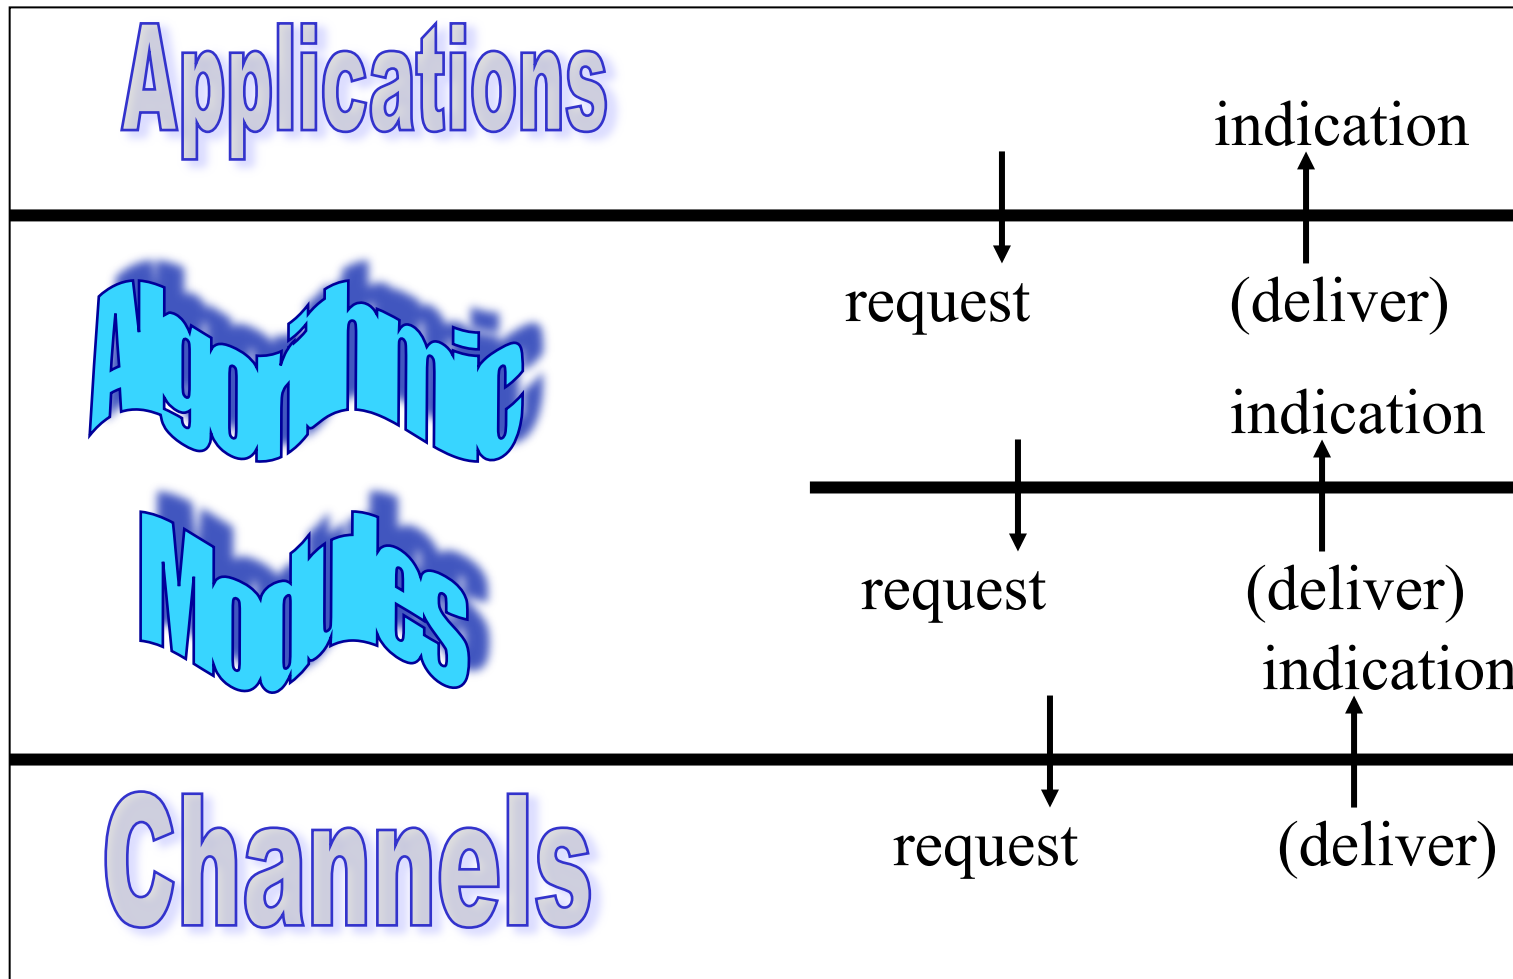 Applications
indication
request (deliver)
Algorithmic
indication
Modules
request (deliver)
indication
Channels
request (deliver)